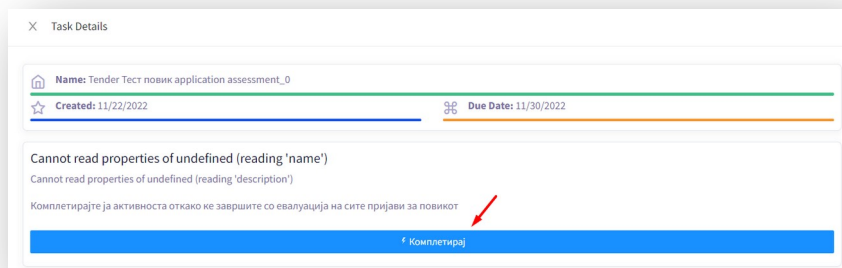 Task Details
Name: Tender Тест повик application assessment_0
Created: 11/22/2022
Due Date: 11/30/2022
Cannot read properties of undefined (reading 'name')
Cannot read properties of undefined (reading 'description')
Комплетирајте ја активноста откако ке завршите со евалуација на сите пријави за повикот
Комплетирај